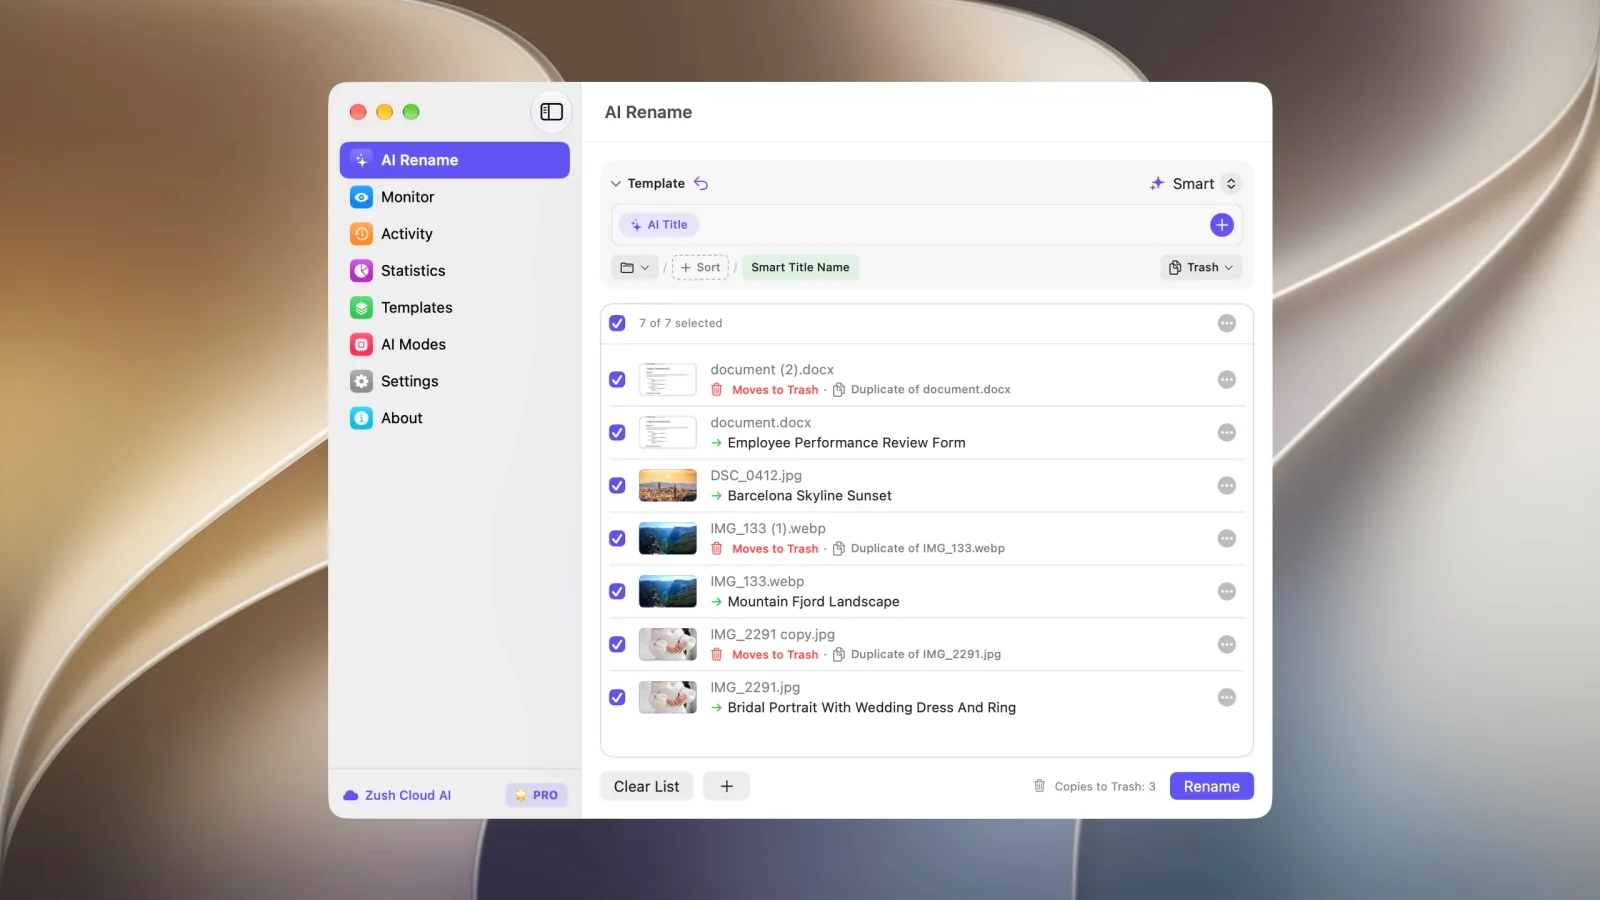 AI Rename
Monitor
Activity
Statistics
Templates
AI Modes
Settings
About
Zush Cloud AI
PRO
AI Rename
Template
Smart
AI Title
/ + Sort / Smart Title Name
Trash
7 of 7 selected
document (2).docx
Moves to Trash · Duplicate of document.docx
document.docx
→ Employee Performance Review Form
DSC_0412.jpg
→ Barcelona Skyline Sunset
IMG_133 (1).webp
Moves to Trash · Duplicate of IMG_133.webp
IMG_133.webp
→ Mountain Fjord Landscape
IMG_2291 copy.jpg
Moves to Trash · Duplicate of IMG_2291.jpg
IMG_2291.jpg
→ Bridal Portrait With Wedding Dress And Ring
Clear List
+
Copies to Trash: 3
Rename